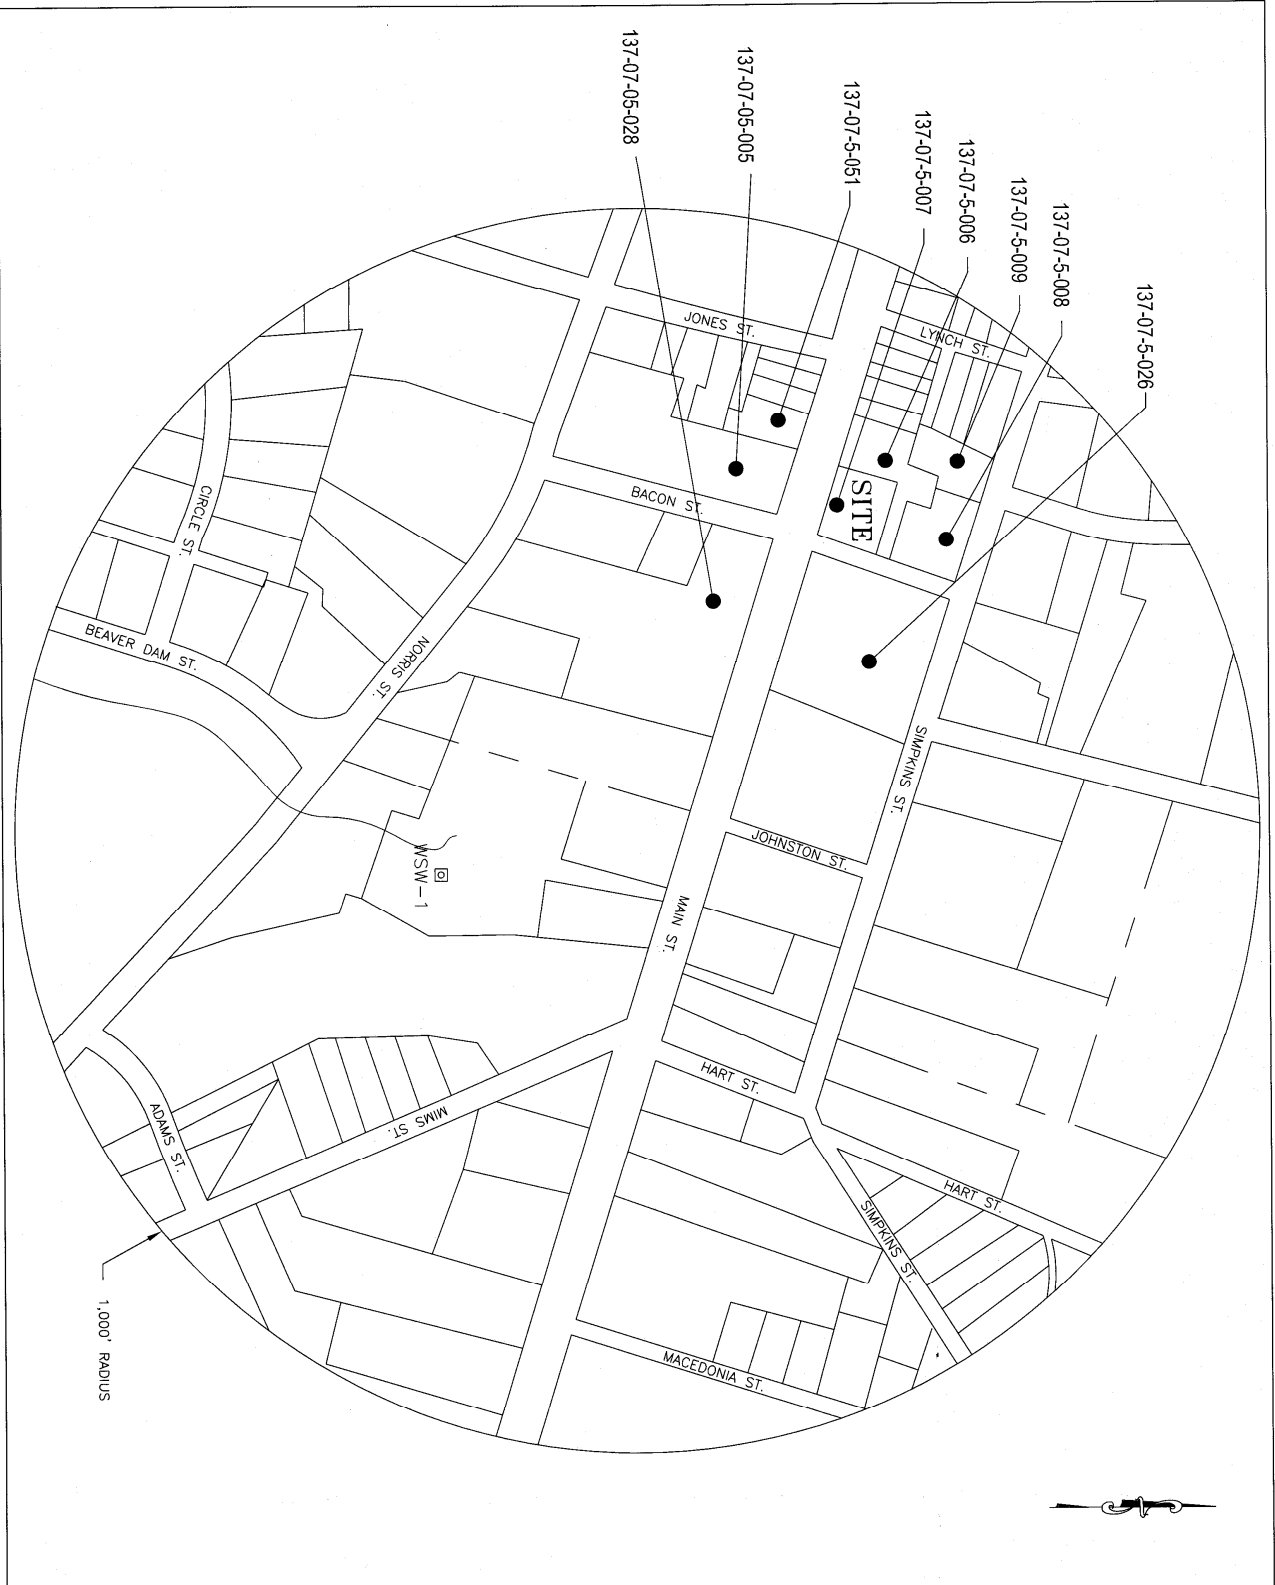 137-07-05-028
137-07-05-005
137-07-5-051
137-07-5-007
137-07-5-006
137-07-5-009
137-07-5-008
137-07-5-026
JONES ST.
LYNCH ST.
SITE
BACON ST.
CIRCLE ST.
BEAVER DAM ST.
NORRIS ST.
SIMPKINS ST.
JOHNSTON ST.
WSW-1
MAIN ST.
HART ST.
MIMS ST.
ADAMS ST.
HART ST.
SIMPKINS ST.
MACEDONIA ST.
1,000' RADIUS